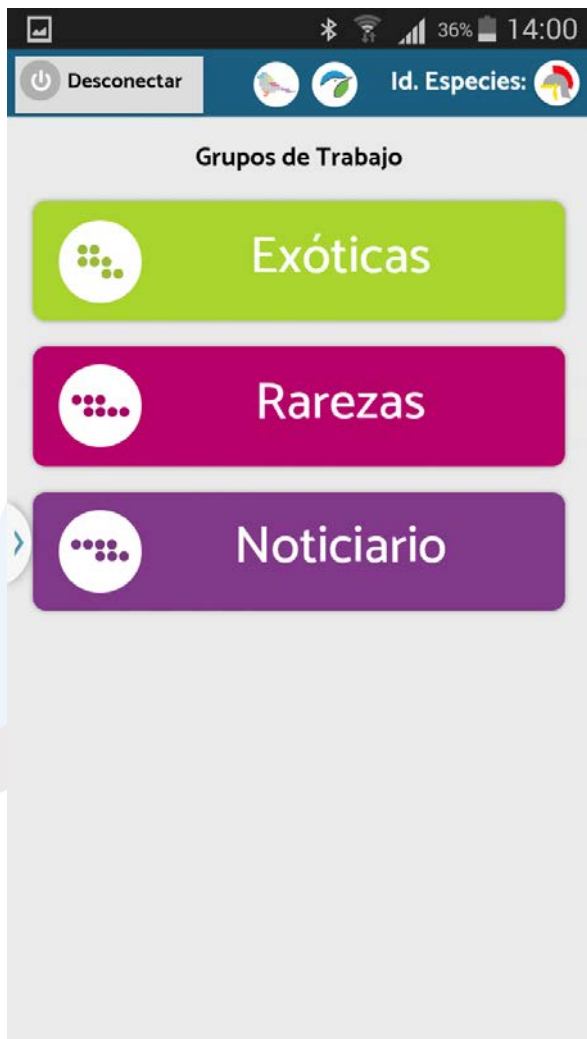 36% 14:00
Desconectar Id. Especies:
Grupos de Trabajo
Exóticas
Rarezas
Noticiario